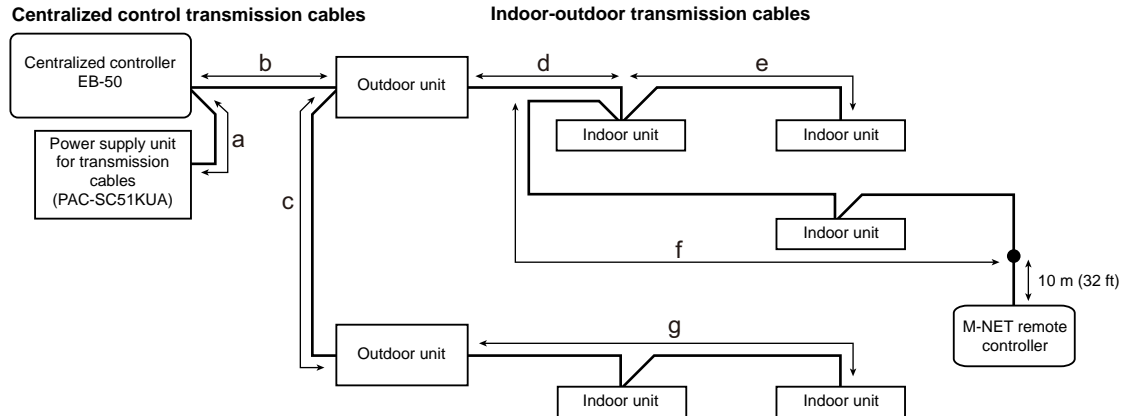 Centralized control transmission cables
Indoor-outdoor transmission cables
Centralized controller
EB-50
b
Outdoor unit
d
e
Indoor unit
Indoor unit
a
Power supply unit
for transmission
cables
(PAC-SC51KUA)
c
Indoor unit
f
10 m (32 ft)
M-NET remote
controller
Outdoor unit
g
Indoor unit
Indoor unit